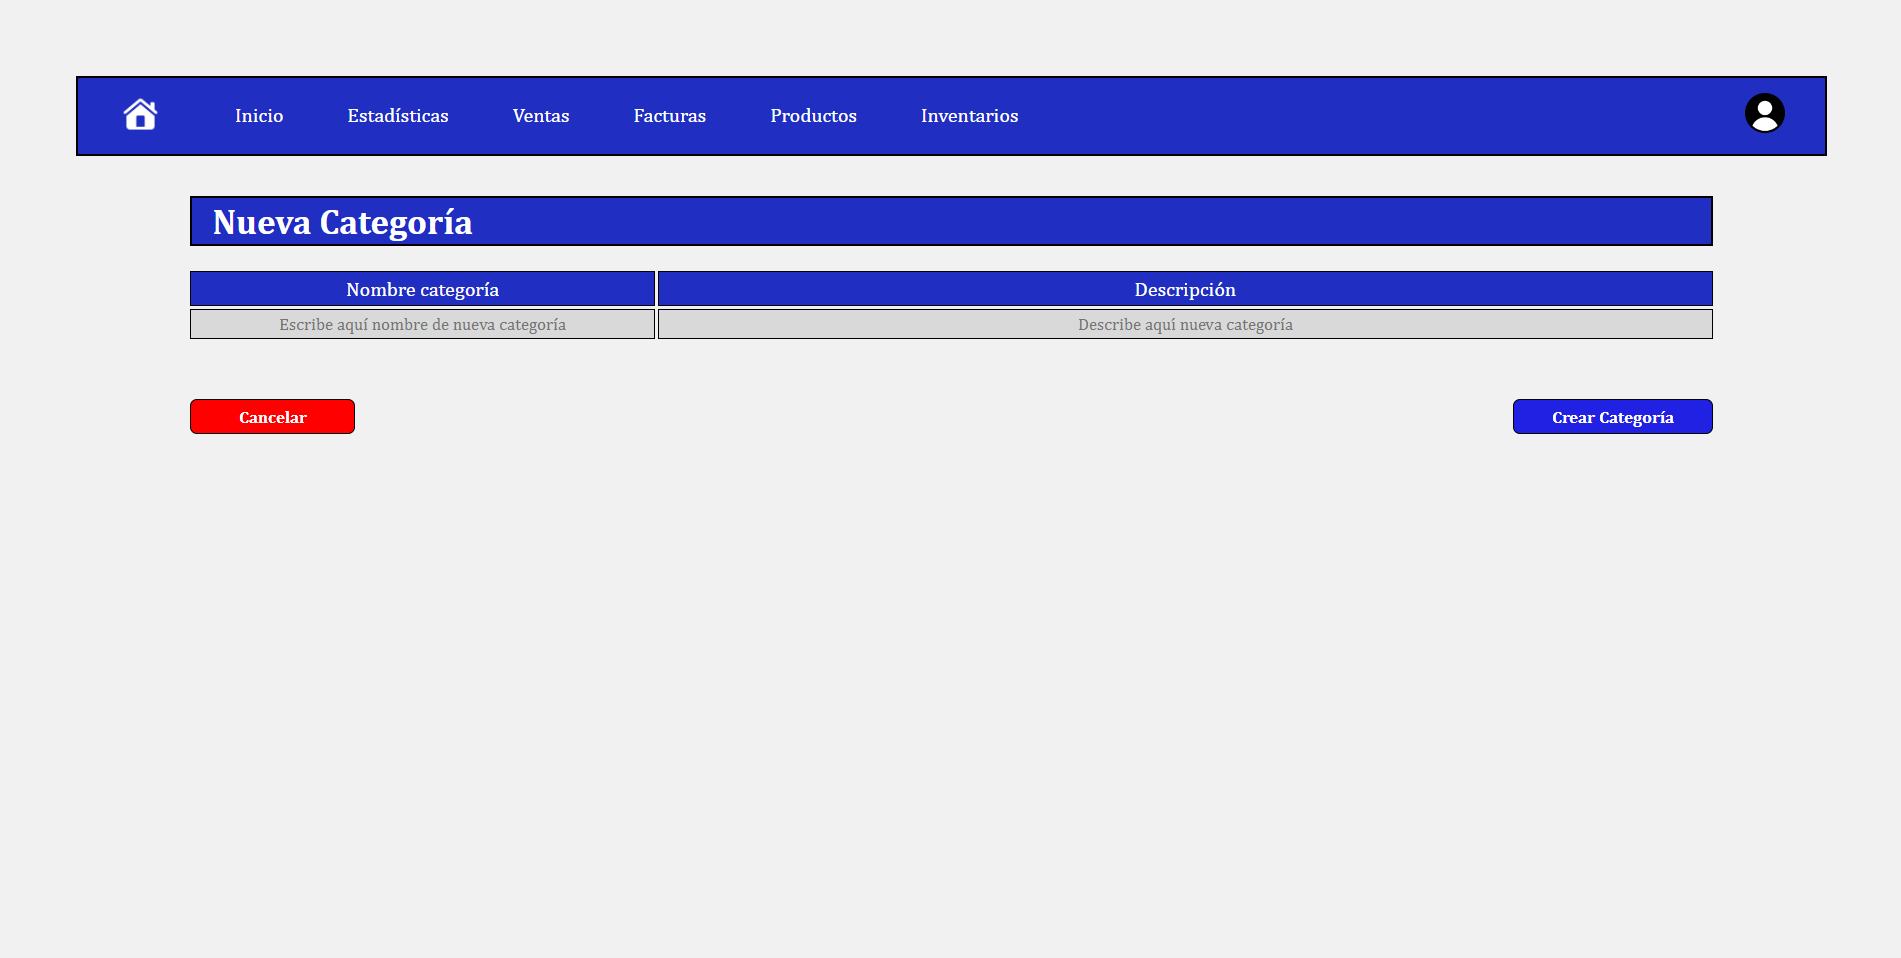 Inicio Estadísticas Ventas Facturas Productos Inventarios
Nueva Categoría
Nombre categoría Descripción
Escribe aquí nombre de nueva categoría Describe aquí nueva categoría
Cancelar Crear Categoría